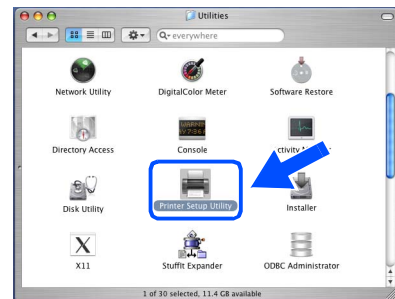 Utilities
Q- everywhere
Network Utility DigitalColor Meter Software Restore
Directory Access Console ctivity
Disk Utility Printer Setup Utility Installer
X11 StuffIt Expander ODBC Administrator
1 of 30 selected, 11.4 GB available